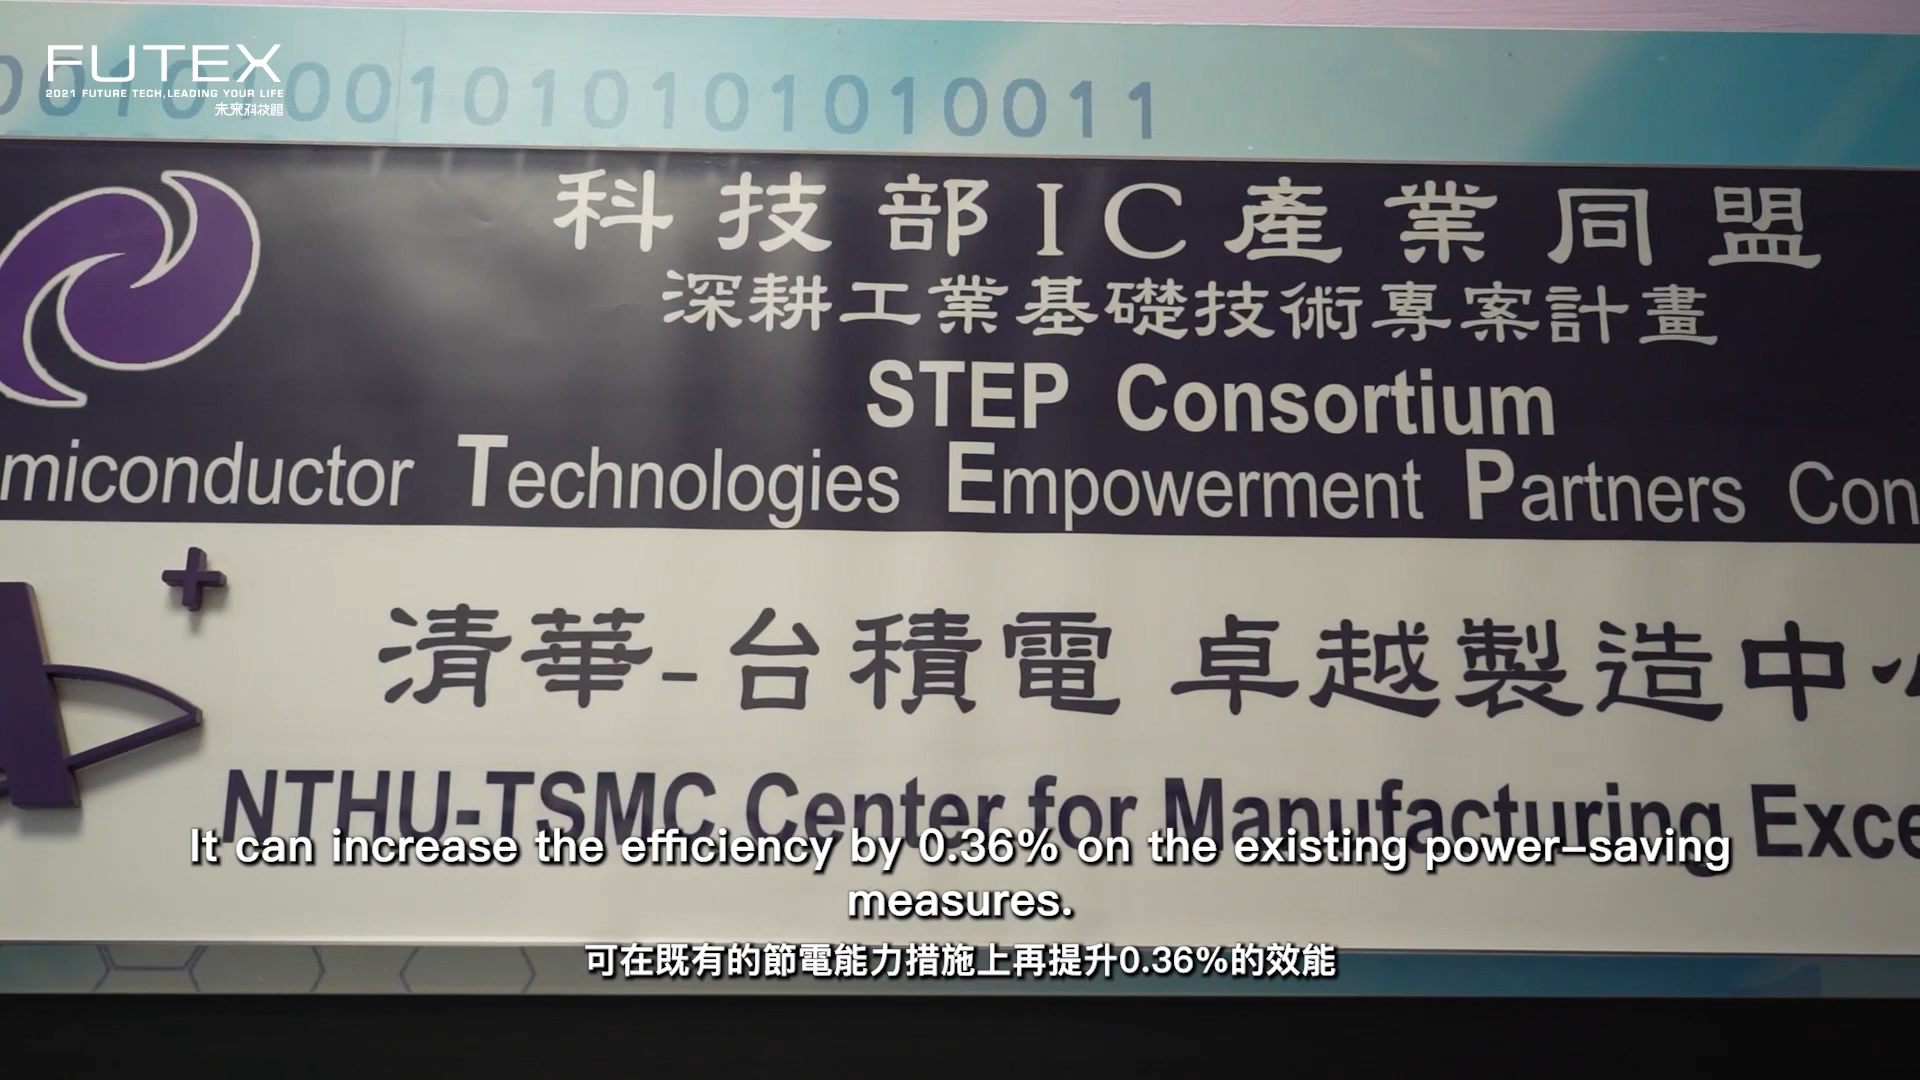 FUTEX
2021 FUTURE TECH,LEADING YOUR LIFE
未來科技館
科技部IC產業同盟
深耕工業基礎技術專案計畫
STEP Consortium
miconductor Technologies Empowerment Partners Con
清華-台積電 卓越製造中心
NTHU-TSMC Center for Manufacturing Exce
It can increase the efficiency by 0.36% on the existing power-saving
measures.
可在既有的節電能力措施上再提升0.36%的效能